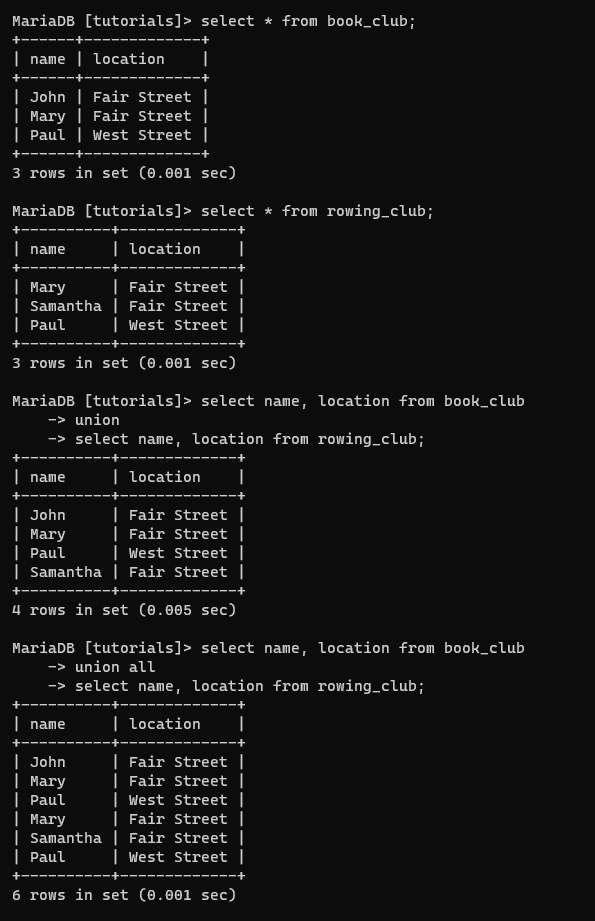 MariaDB [tutorials]> select * from book_club;
+------+-------------+
| name | location    |
+------+-------------+
| John | Fair Street |
| Mary | Fair Street |
| Paul | West Street |
+------+-------------+
3 rows in set (0.001 sec)

MariaDB [tutorials]> select * from rowing_club;
+----------+-------------+
| name     | location    |
+----------+-------------+
| Mary     | Fair Street |
| Samantha | Fair Street |
| Paul     | West Street |
+----------+-------------+
3 rows in set (0.001 sec)

MariaDB [tutorials]> select name, location from book_club
    -> union
    -> select name, location from rowing_club;
+----------+-------------+
| name     | location    |
+----------+-------------+
| John     | Fair Street |
| Mary     | Fair Street |
| Paul     | West Street |
| Samantha | Fair Street |
+----------+-------------+
4 rows in set (0.005 sec)

MariaDB [tutorials]> select name, location from book_club
    -> union all
    -> select name, location from rowing_club;
+----------+-------------+
| name     | location    |
+----------+-------------+
| John     | Fair Street |
| Mary     | Fair Street |
| Paul     | West Street |
| Mary     | Fair Street |
| Samantha | Fair Street |
| Paul     | West Street |
+----------+-------------+
6 rows in set (0.001 sec)